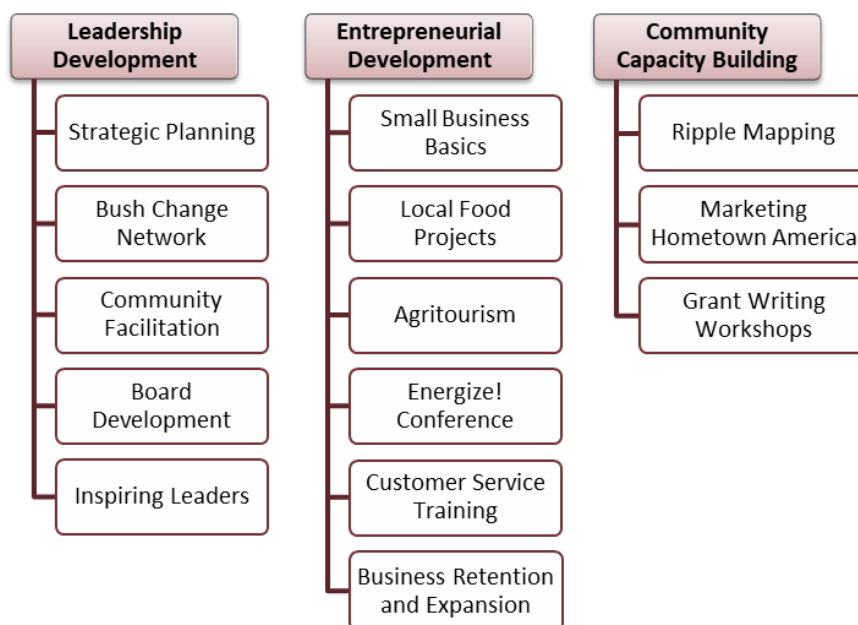 Leadership
Development
Strategic Planning
Bush Change
Network
Community
Facilitation
Board
Development
Inspiring Leaders
Entrepreneurial
Development
Small Business
Basics
Local Food
Projects
Agritourism
Energize!
Conference
Customer Service
Training
Business Retention
and Expansion
Community
Capacity Building
Ripple Mapping
Marketing
Hometown America
Grant Writing
Workshops